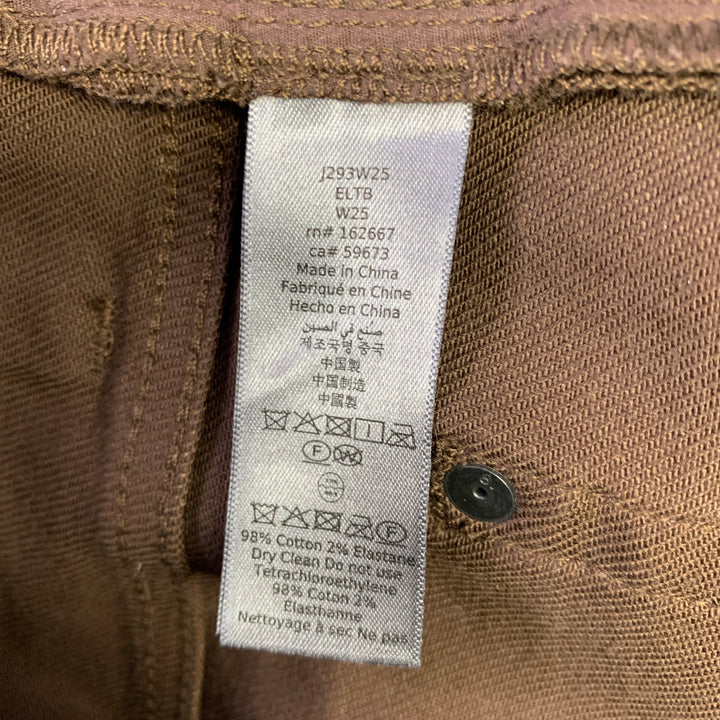 J293W25
ELTB
W25
rn# 162667
ca# 59673
Made in China
Fabriqué en Chine
Hecho en China
صنع في الصين
제조국명 중국
中国製
中国制造
中國製
F W
F
98% Cotton 2% Elastane
Dry Clean Do not use
Tetrachloroethylene
98% Coton 2%
Elasthanne
Nettoyage à sec Ne pas